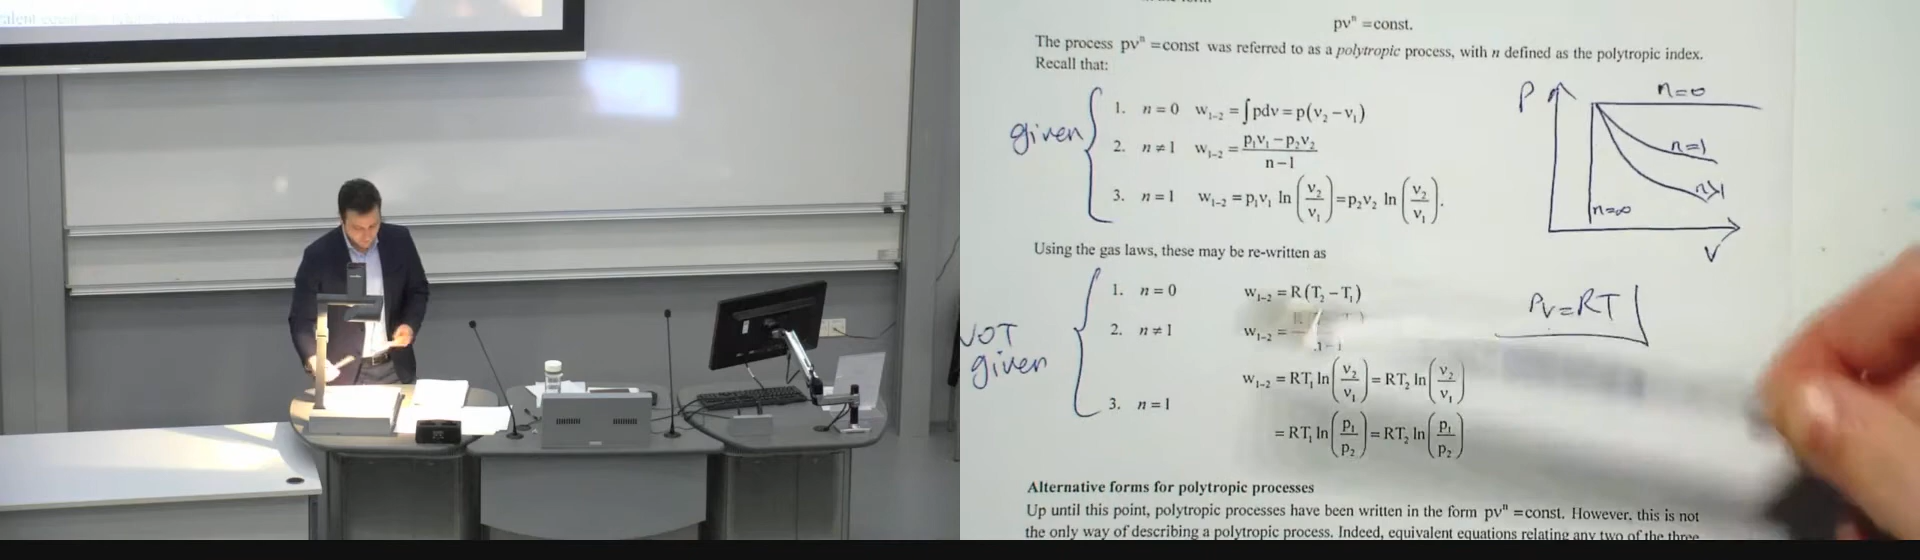 pvⁿ =const.
The process pvⁿ =const was referred to as a polytropic process, with n defined as the polytropic index.
Recall that:
given
1. n = 0 w₁₋₂ = ∫pdv = p(v₂ − v₁)
2. n ≠ 1 w₁₋₂ = (p₁v₁ − p₂v₂)/(n − 1)
3. n = 1 w₁₋₂ = p₁v₁ ln (v₂/v₁) = p₂v₂ ln (v₂/v₁).
P
n=0
n=1
n>1
n=∞
V
Using the gas laws, these may be re-written as
NOT
given
1. n = 0 w₁₋₂ = R(T₂ − T₁)
2. n ≠ 1 w₁₋₂ =
w₁₋₂ = RT₁ ln (v₂/v₁) = RT₂ ln (v₂/v₁)
3. n = 1
= RT₁ ln (p₁/p₂) = RT₂ ln (p₁/p₂)
Pv=RT
Alternative forms for polytropic processes
Up until this point, polytropic processes have been written in the form pvⁿ =const. However, this is not
the only way of describing a polytropic process. Indeed, equivalent equations relating any two of the three